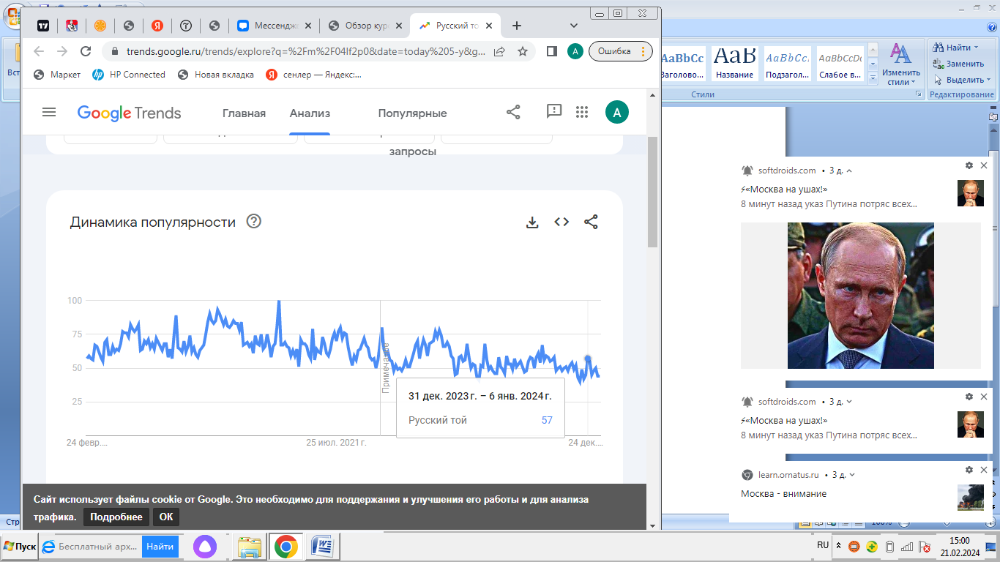 Мессендже
Обзор кур
Русский то
trends.google.ru/trends/explore?q=%2Fm%2F04lf2p0&date=today%205-y&g...
А
Ошибка
Маркет
HP Connected
Новая вкладка
сенлер — Яндекс:...
Google Trends
Главная
Анализ
Популярные
запросы
А
Динамика популярности
100
75
50
25
Примечание
31 дек. 2023 г. – 6 янв. 2024 г.
Русский той 57
24 февр....
25 июл. 2021 г.
24 дек....
Сайт использует файлы cookie от Google. Это необходимо для поддержания и улучшения его работы и для анализа
трафика. Подробнее ОК
Вст
AaBbCc
Заголово...
AaB
Название
AaBbCc.
Подзагол...
AaBbCcDd
Слабое в...
Изменить
стили
Стили
Найти
Заменить
Выделить
Редактирование
softdroids.com • 3 д.
⚡«Москва на ушах!»
8 минут назад указ Путина потряс всех...
softdroids.com • 3 д.
⚡«Москва на ушах!»
8 минут назад указ Путина потряс всех...
learn.ornatus.ru • 3 д.
Москва - внимание
Стр
100%
Пуск
Бесплатный арх...
Найти
RU
15:00
21.02.2024